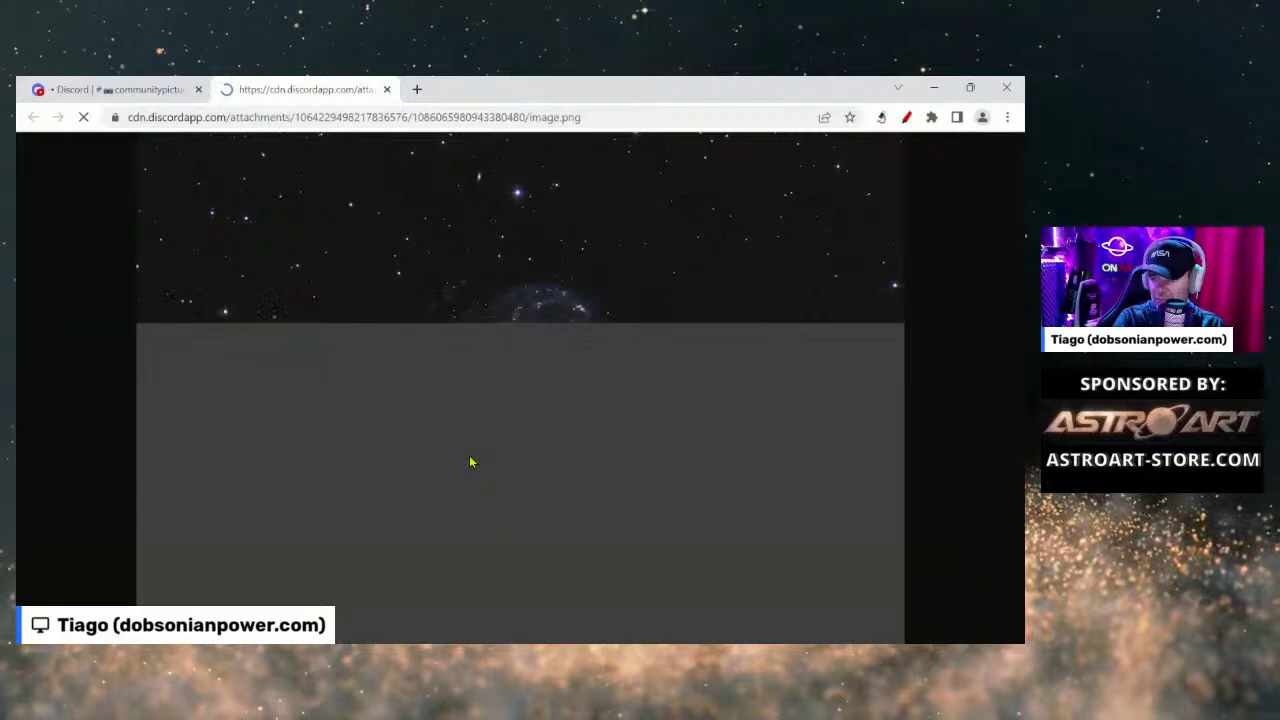 • Discord | # communitypictu
https://cdn.discordapp.com/atta
cdn.discordapp.com/attachments/1064229498217836576/1086065980943380480/image.png
ON
Tiago (dobsonianpower.com)
SPONSORED BY:
ASTROART
ASTROART-STORE.COM
Tiago (dobsonianpower.com)